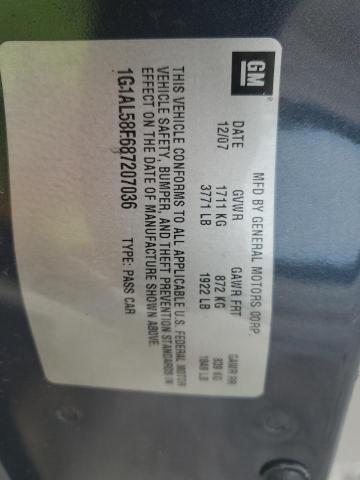 GM
MFD BY GENERAL MOTORS CORP.
DATE GVWR GAWR FRT GAWR RR
12/07 1711 KG 872 KG 839 KG
3771 LB 1922 LB 1849 LB
THIS VEHICLE CONFORMS TO ALL APPLICABLE U.S. FEDERAL MOTOR
VEHICLE SAFETY, BUMPER, AND THEFT PREVENTION STANDARDS IN
EFFECT ON THE DATE OF MANUFACTURE SHOWN ABOVE.
1G1AL58F687207036 TYPE: PASS CAR